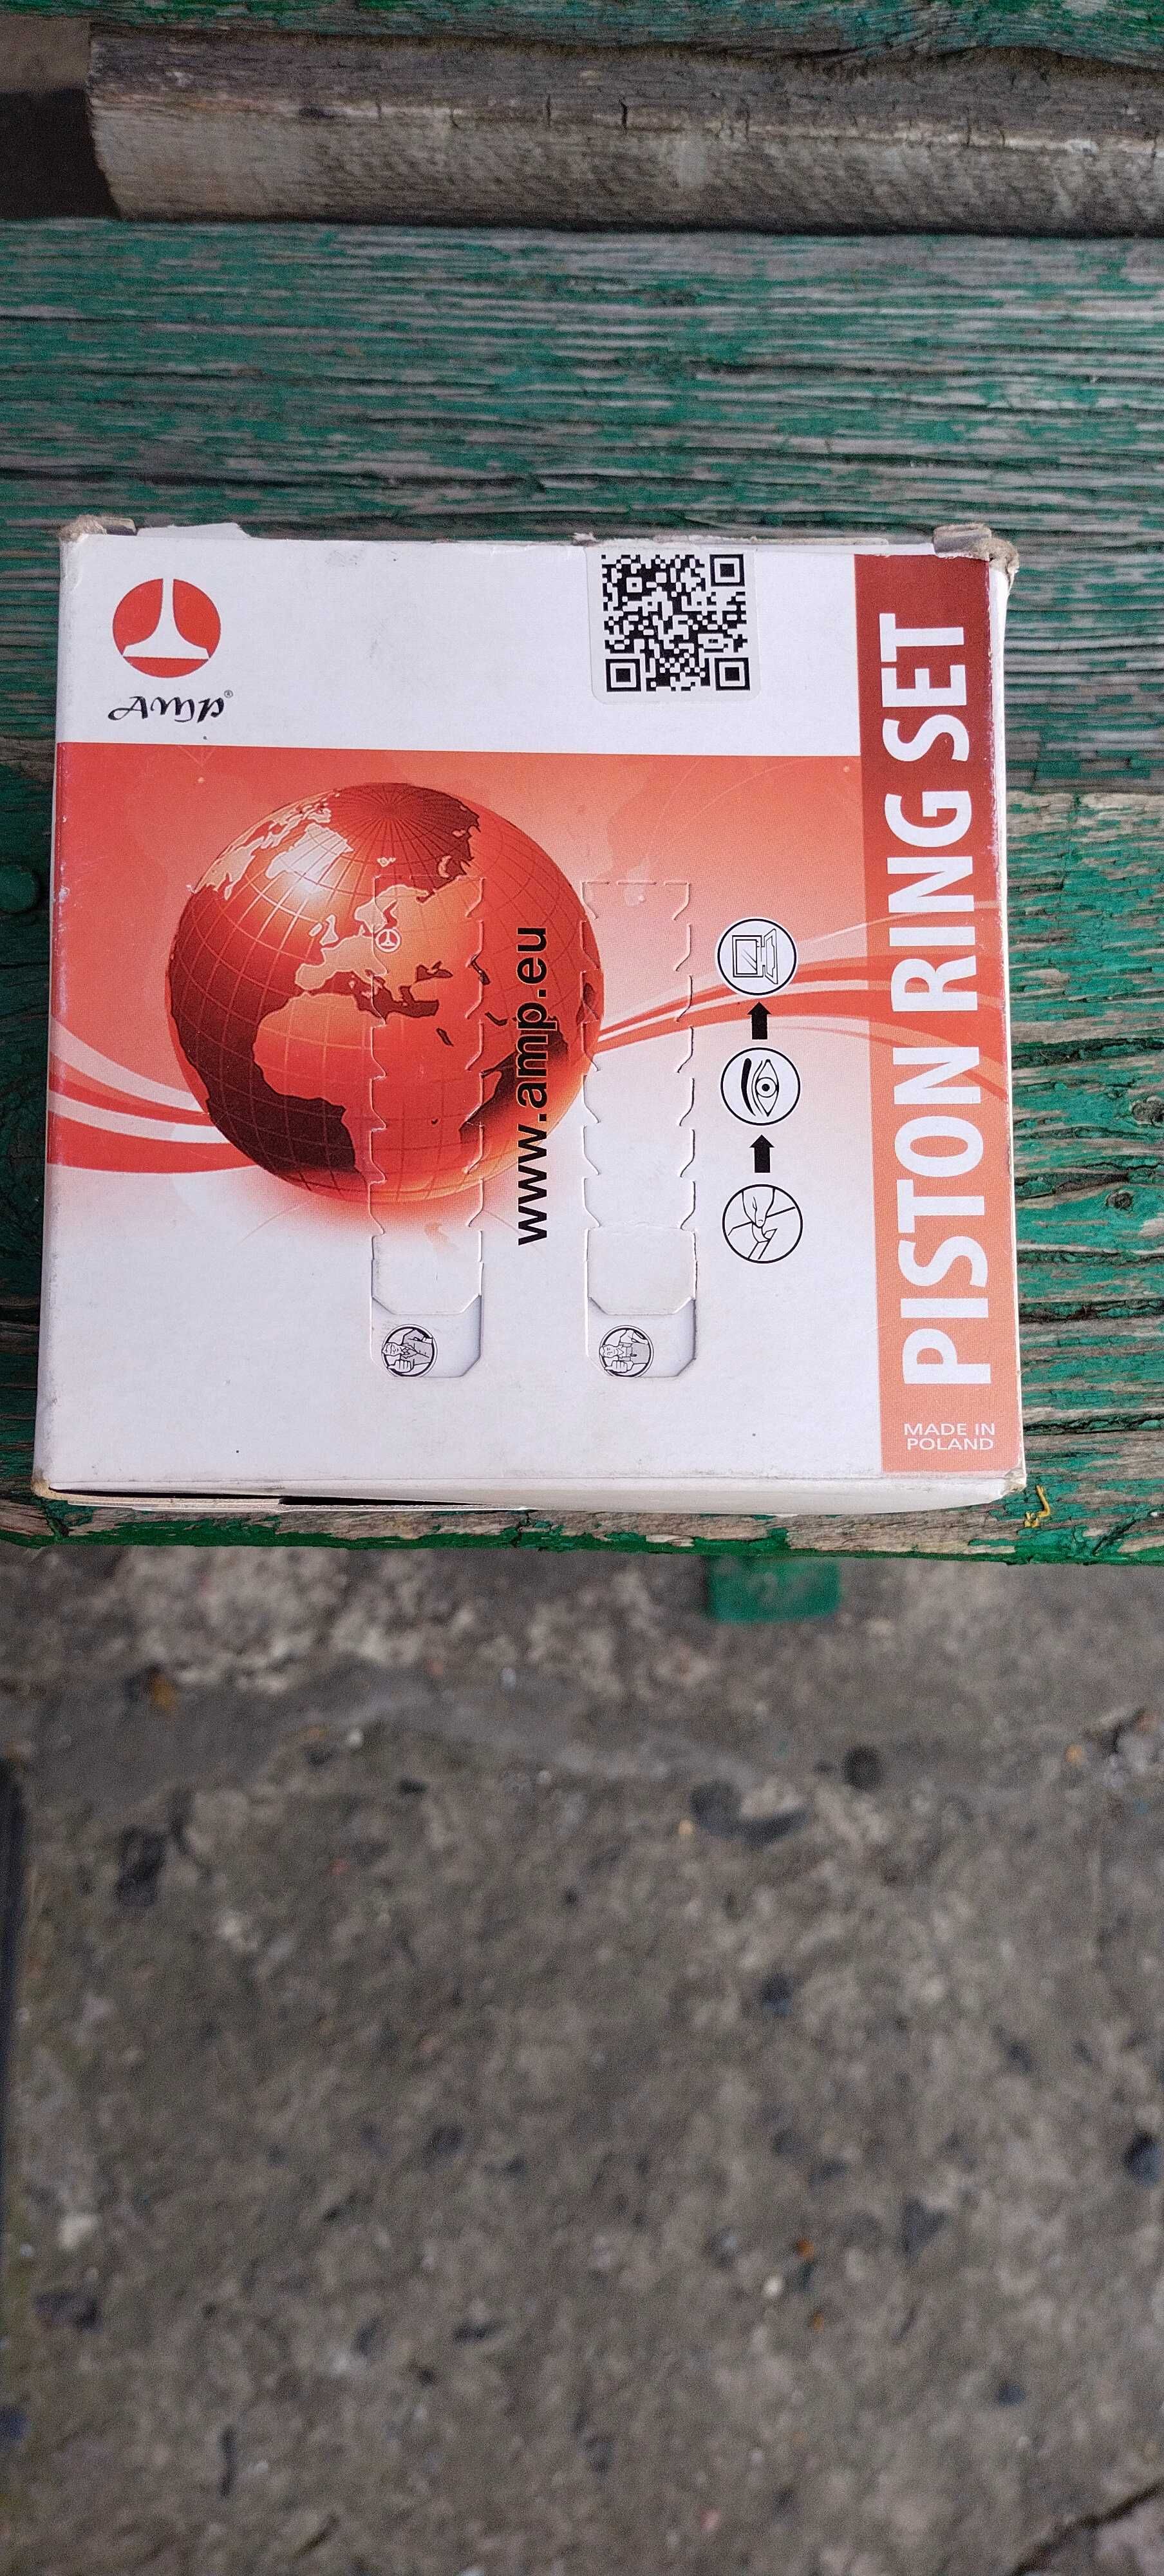 AMP®
www.amp.eu
PISTON RING SET
MADE IN
POLAND